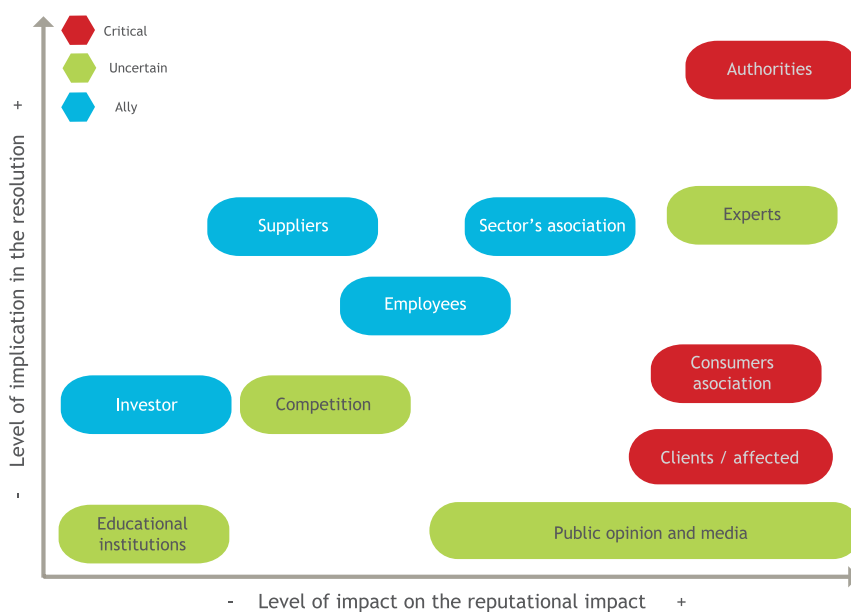 Critical
Uncertain
Ally
Authorities
Experts
Suppliers
Sector's asociation
Employees
Consumers
asociation
Investor
Competition
Clients / affected
Educational
institutions
Public opinion and media
- Level of implication in the resolution +
- Level of impact on the reputational impact +